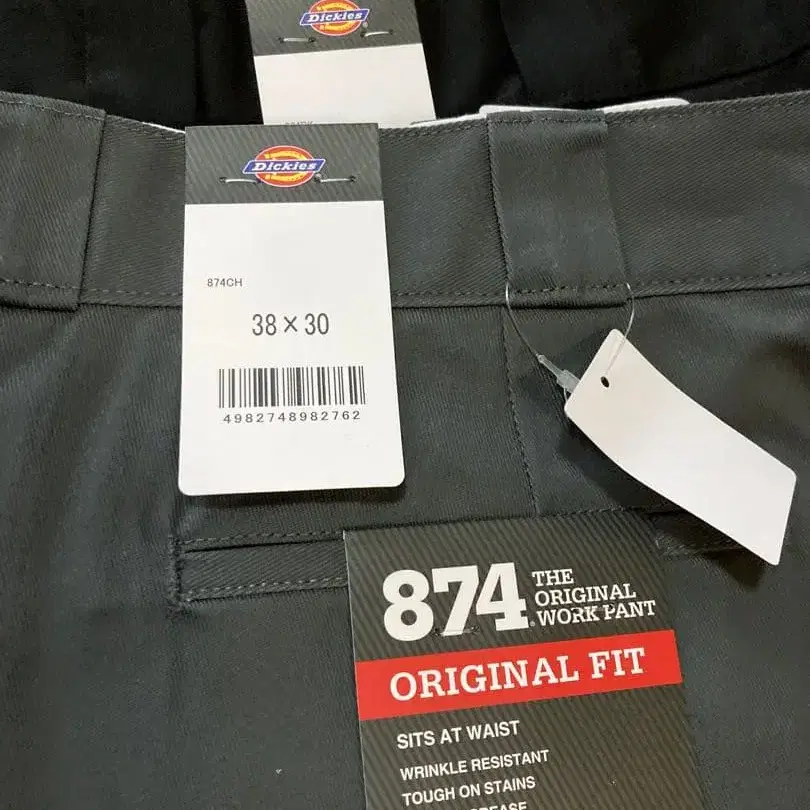 Dickies
Dickies
874CH
38×30
4982748982762
874
THE
ORIGINAL
WORK PANT
ORIGINAL FIT
SITS AT WAIST
WRINKLE RESISTANT
TOUGH ON STAINS